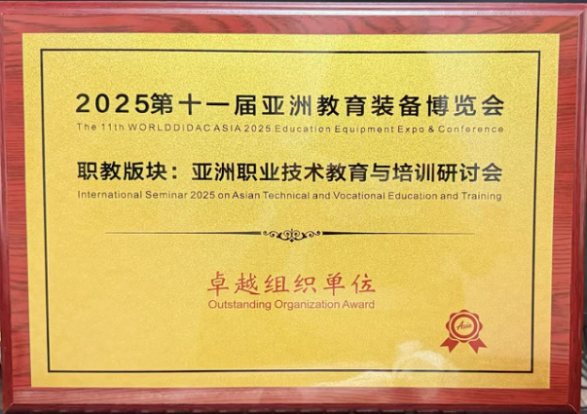 2025第十一届亚洲教育装备博览会
The 11th WORLDDIDAC ASIA 2025 Education Equipment Expo & Conference
职教版块：亚洲职业技术教育与培训研讨会
International Seminar 2025 on Asian Technical and Vocational Education and Training
卓越组织单位
Outstanding Organization Award
Asia